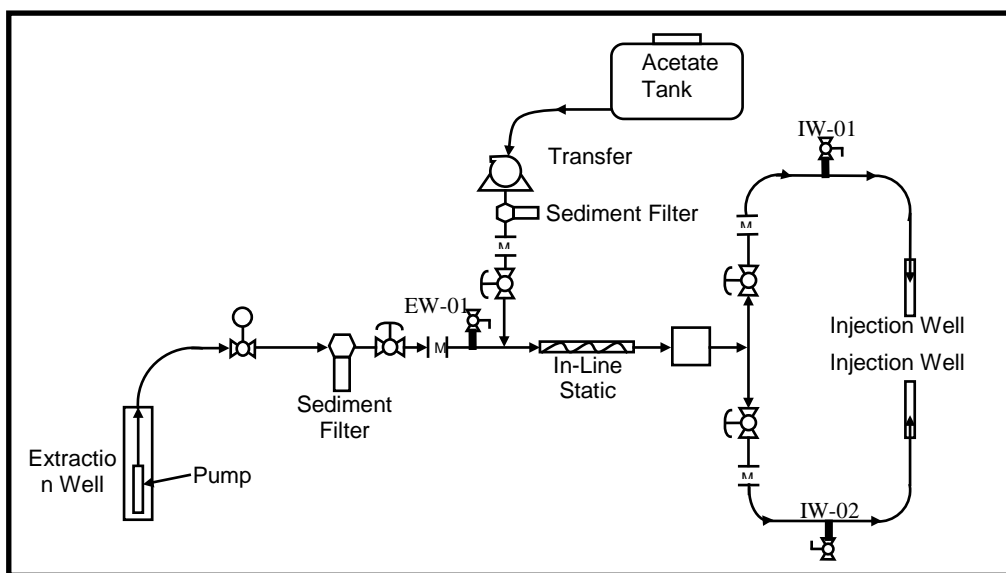 Acetate
Tank
IW-01
Transfer
Sediment Filter
M
M
EW-01
M
In-Line
Static
Injection Well
Injection Well
Sediment
Filter
Extractio
n Well
Pump
M
IW-02